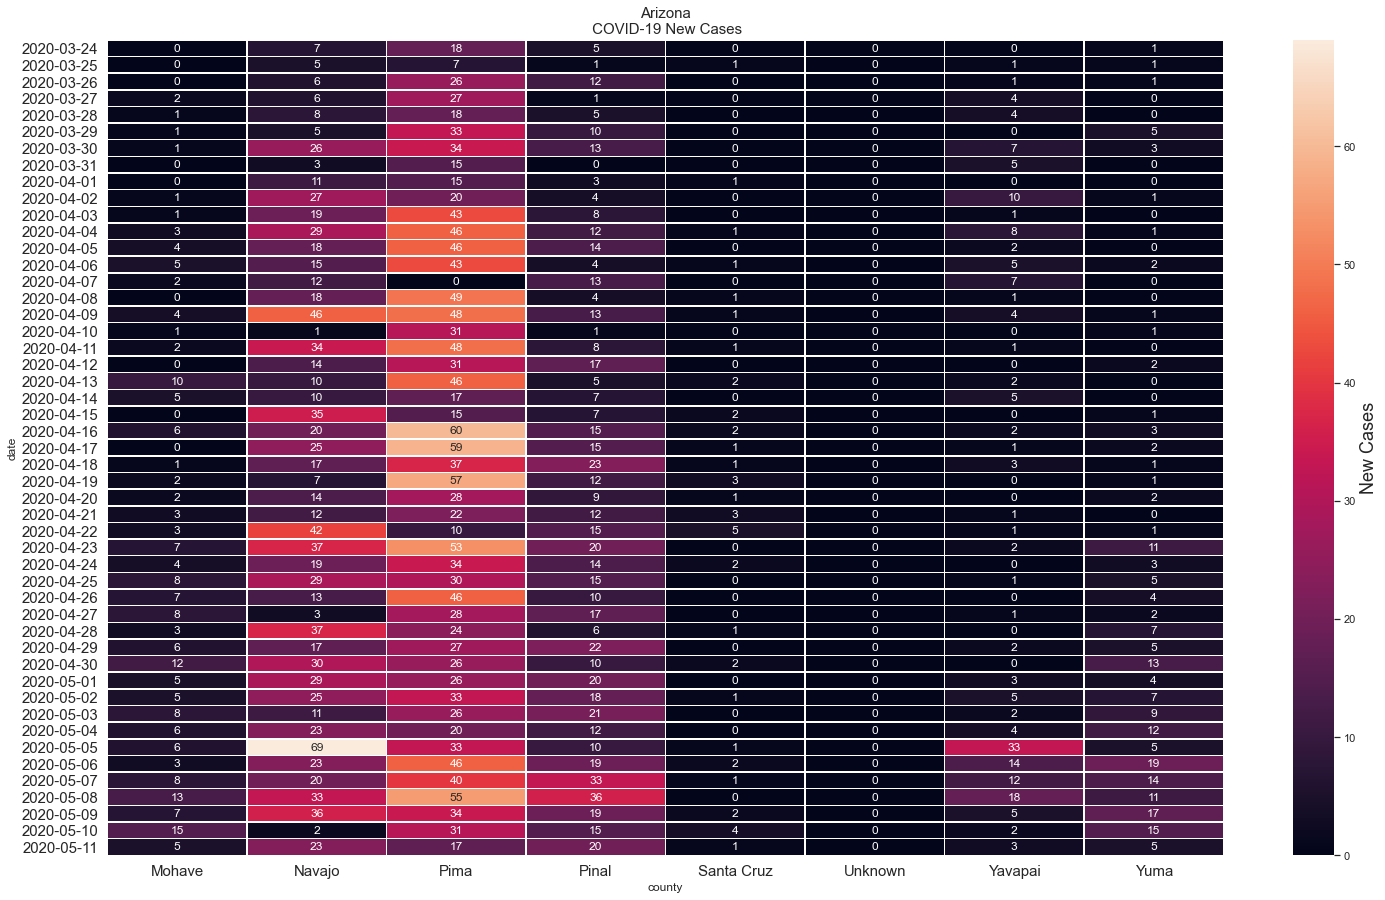 Arizona
COVID-19 New Cases
2020-03-24 0 7 18 5 0 0 0 1
2020-03-25 0 5 7 1 1 0 1 1
2020-03-26 0 6 26 12 0 0 1 1
2020-03-27 2 6 27 1 0 0 4 0
2020-03-28 1 8 18 5 0 0 4 0
2020-03-29 1 5 33 10 0 0 0 5
2020-03-30 1 26 34 13 0 0 7 3
2020-03-31 0 3 15 0 0 0 5 0
2020-04-01 0 11 15 3 1 0 0 0
2020-04-02 1 27 20 4 0 0 10 1
2020-04-03 1 19 43 8 0 0 1 0
2020-04-04 3 29 46 12 1 0 8 1
2020-04-05 4 18 46 14 0 0 2 0
2020-04-06 5 15 43 4 1 0 5 2
2020-04-07 2 12 0 13 0 0 7 0
2020-04-08 0 18 49 4 1 0 1 0
2020-04-09 4 46 48 13 1 0 4 1
2020-04-10 1 1 31 1 0 0 0 1
2020-04-11 2 34 48 8 1 0 1 0
2020-04-12 0 14 31 17 0 0 0 2
2020-04-13 10 10 46 5 2 0 2 0
2020-04-14 5 10 17 7 0 0 5 0
2020-04-15 0 35 15 7 2 0 0 1
2020-04-16 6 20 60 15 2 0 2 3
2020-04-17 0 25 59 15 1 0 1 2
2020-04-18 1 17 37 23 1 0 3 1
2020-04-19 2 7 57 12 3 0 0 1
2020-04-20 2 14 28 9 1 0 0 2
2020-04-21 3 12 22 12 3 0 1 0
2020-04-22 3 42 10 15 5 0 1 1
2020-04-23 7 37 53 20 0 0 2 11
2020-04-24 4 19 34 14 2 0 0 3
2020-04-25 8 29 30 15 0 0 1 5
2020-04-26 7 13 46 10 0 0 0 4
2020-04-27 8 3 28 17 0 0 1 2
2020-04-28 3 37 24 6 1 0 0 7
2020-04-29 6 17 27 22 0 0 2 5
2020-04-30 12 30 26 10 2 0 0 13
2020-05-01 5 29 26 20 0 0 3 4
2020-05-02 5 25 33 18 1 0 5 7
2020-05-03 8 11 26 21 0 0 2 9
2020-05-04 6 23 20 12 0 0 4 12
2020-05-05 6 69 33 10 1 0 33 5
2020-05-06 3 23 46 19 2 0 14 19
2020-05-07 8 20 40 33 1 0 12 14
2020-05-08 13 33 55 36 0 0 18 11
2020-05-09 7 36 34 19 2 0 5 17
2020-05-10 15 2 31 15 4 0 2 15
2020-05-11 5 23 17 20 1 0 3 5
Mohave Navajo Pima Pinal Santa Cruz Unknown Yavapai Yuma
county
date
60
50
40
30
20
10
0
New Cases